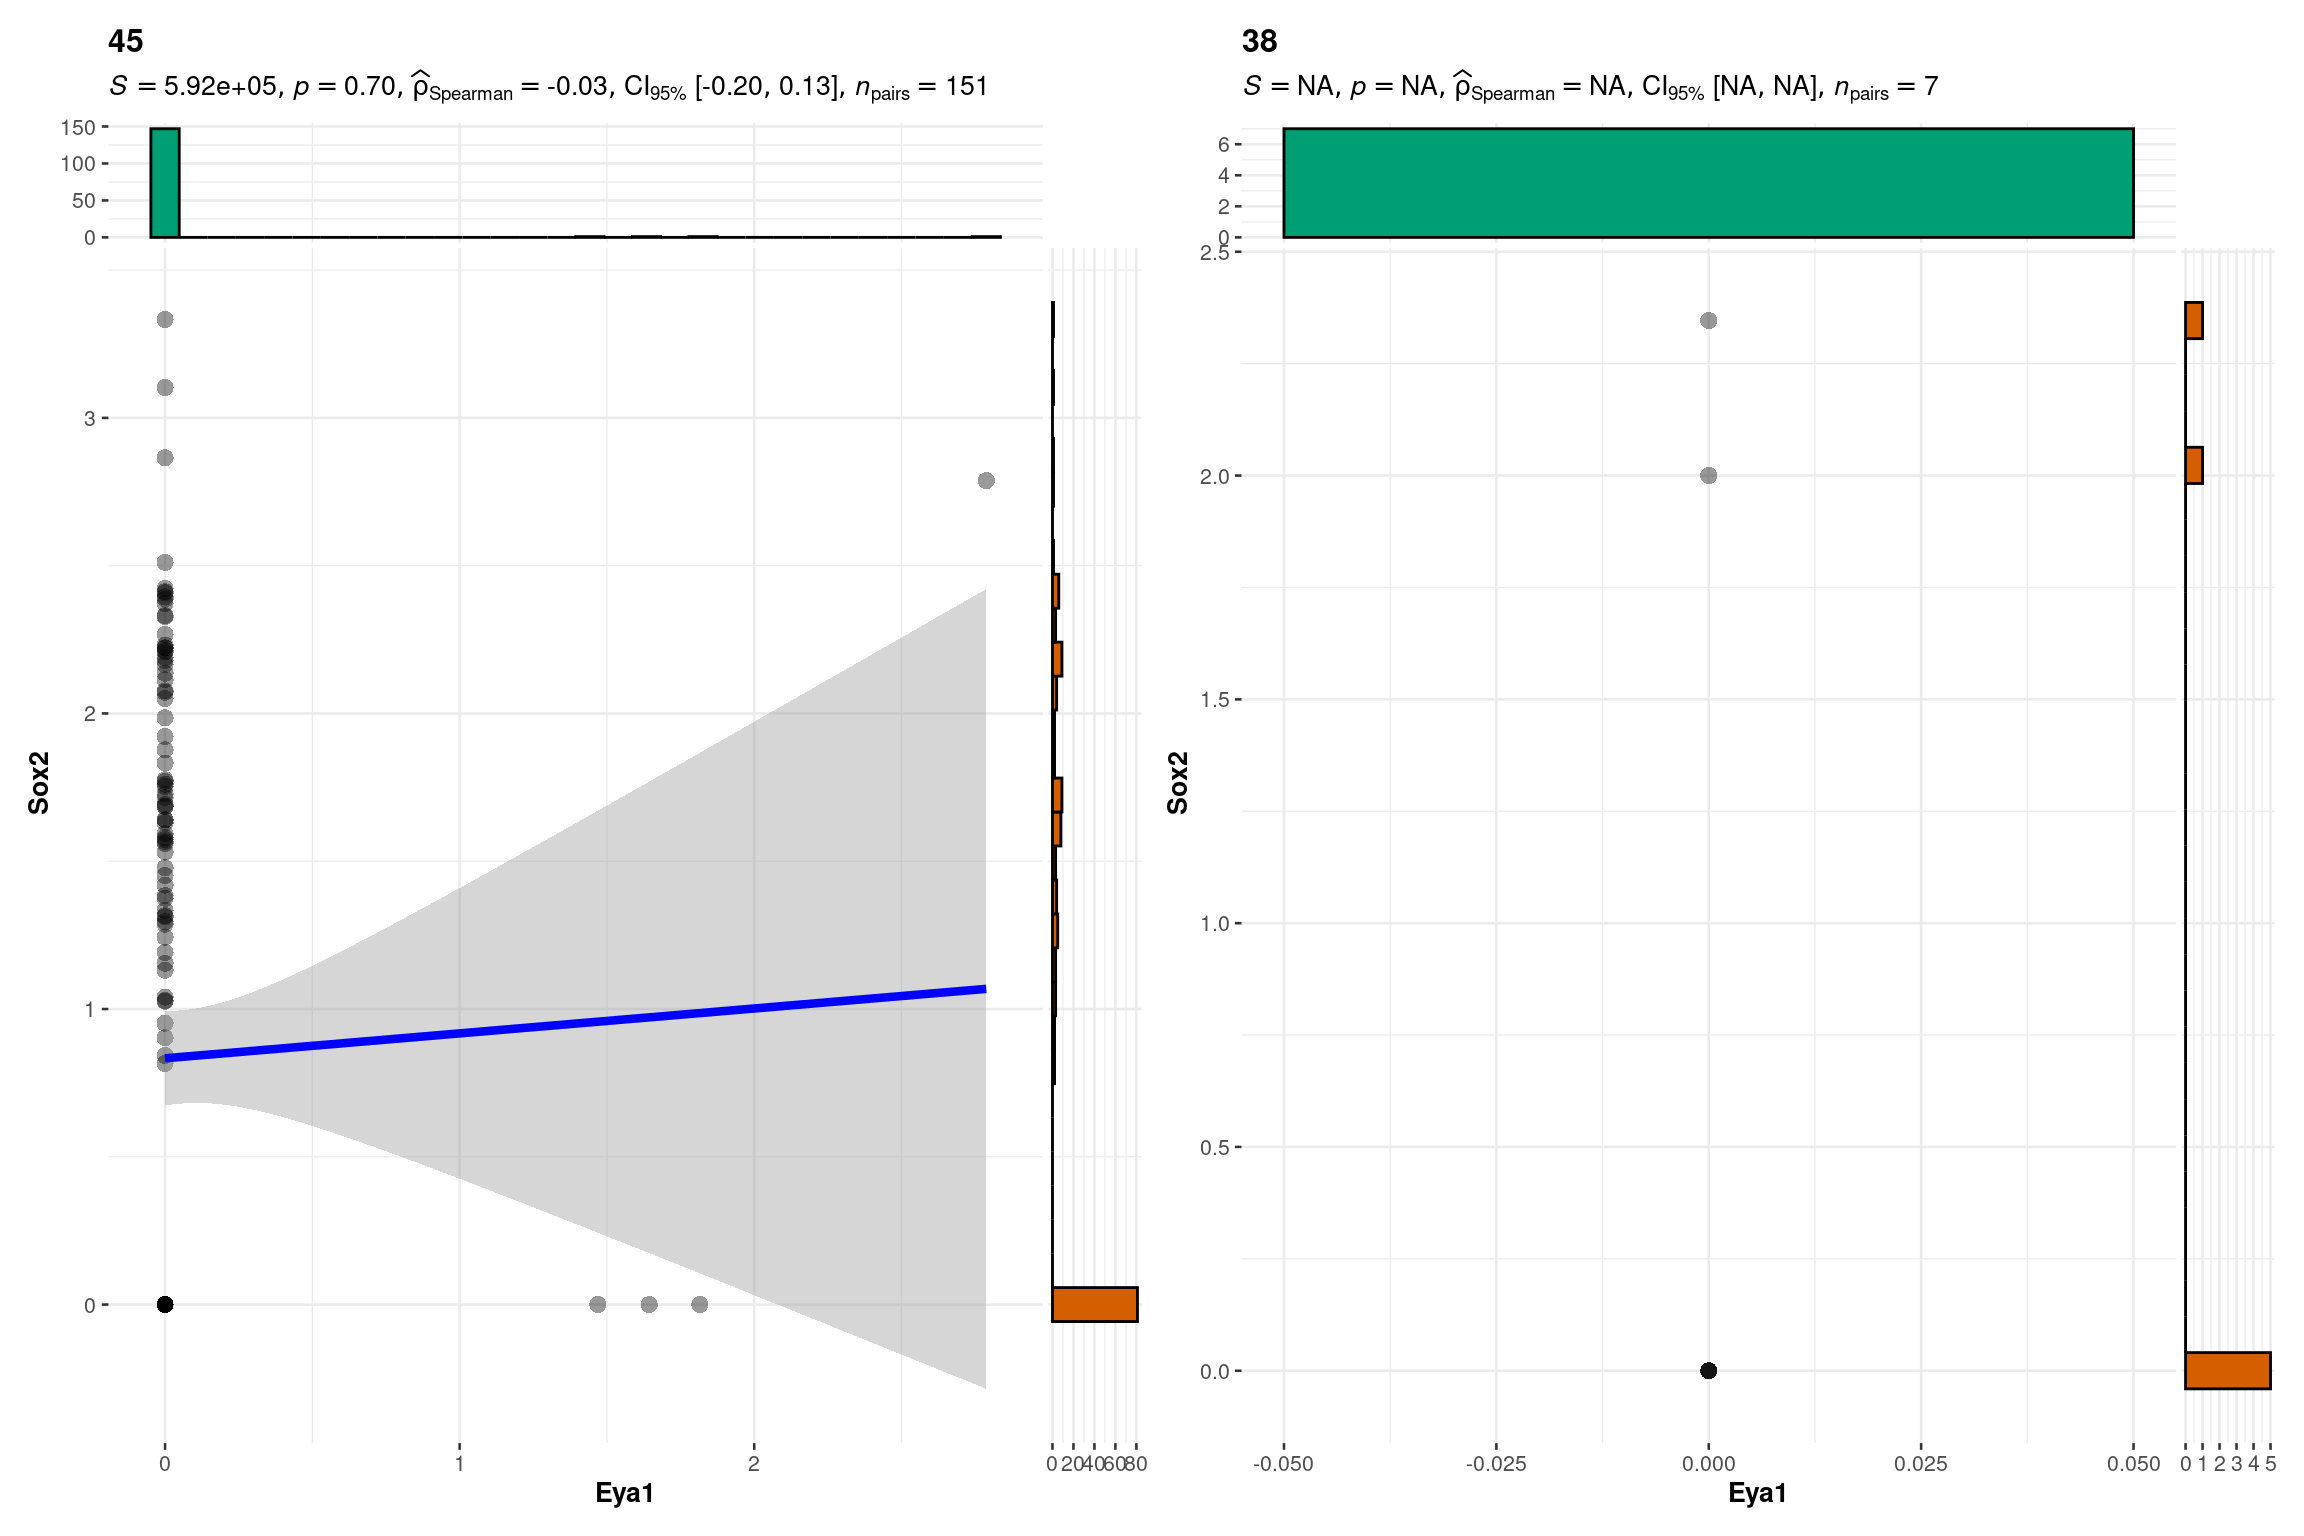 45
S = 5.92e+05, p = 0.70, ρ̂Spearman = -0.03, CI95% [-0.20, 0.13], npairs = 151
150
100
50
0
3
2
1
0
Sox2
0 1 2
0 20 40 60 80
Eya1
38
S = NA, p = NA, ρ̂Spearman = NA, CI95% [NA, NA], npairs = 7
6
4
2
0
2.5
2.0
1.5
1.0
0.5
0.0
Sox2
-0.050 -0.025 0.000 0.025 0.050
0 1 2 3 4 5
Eya1